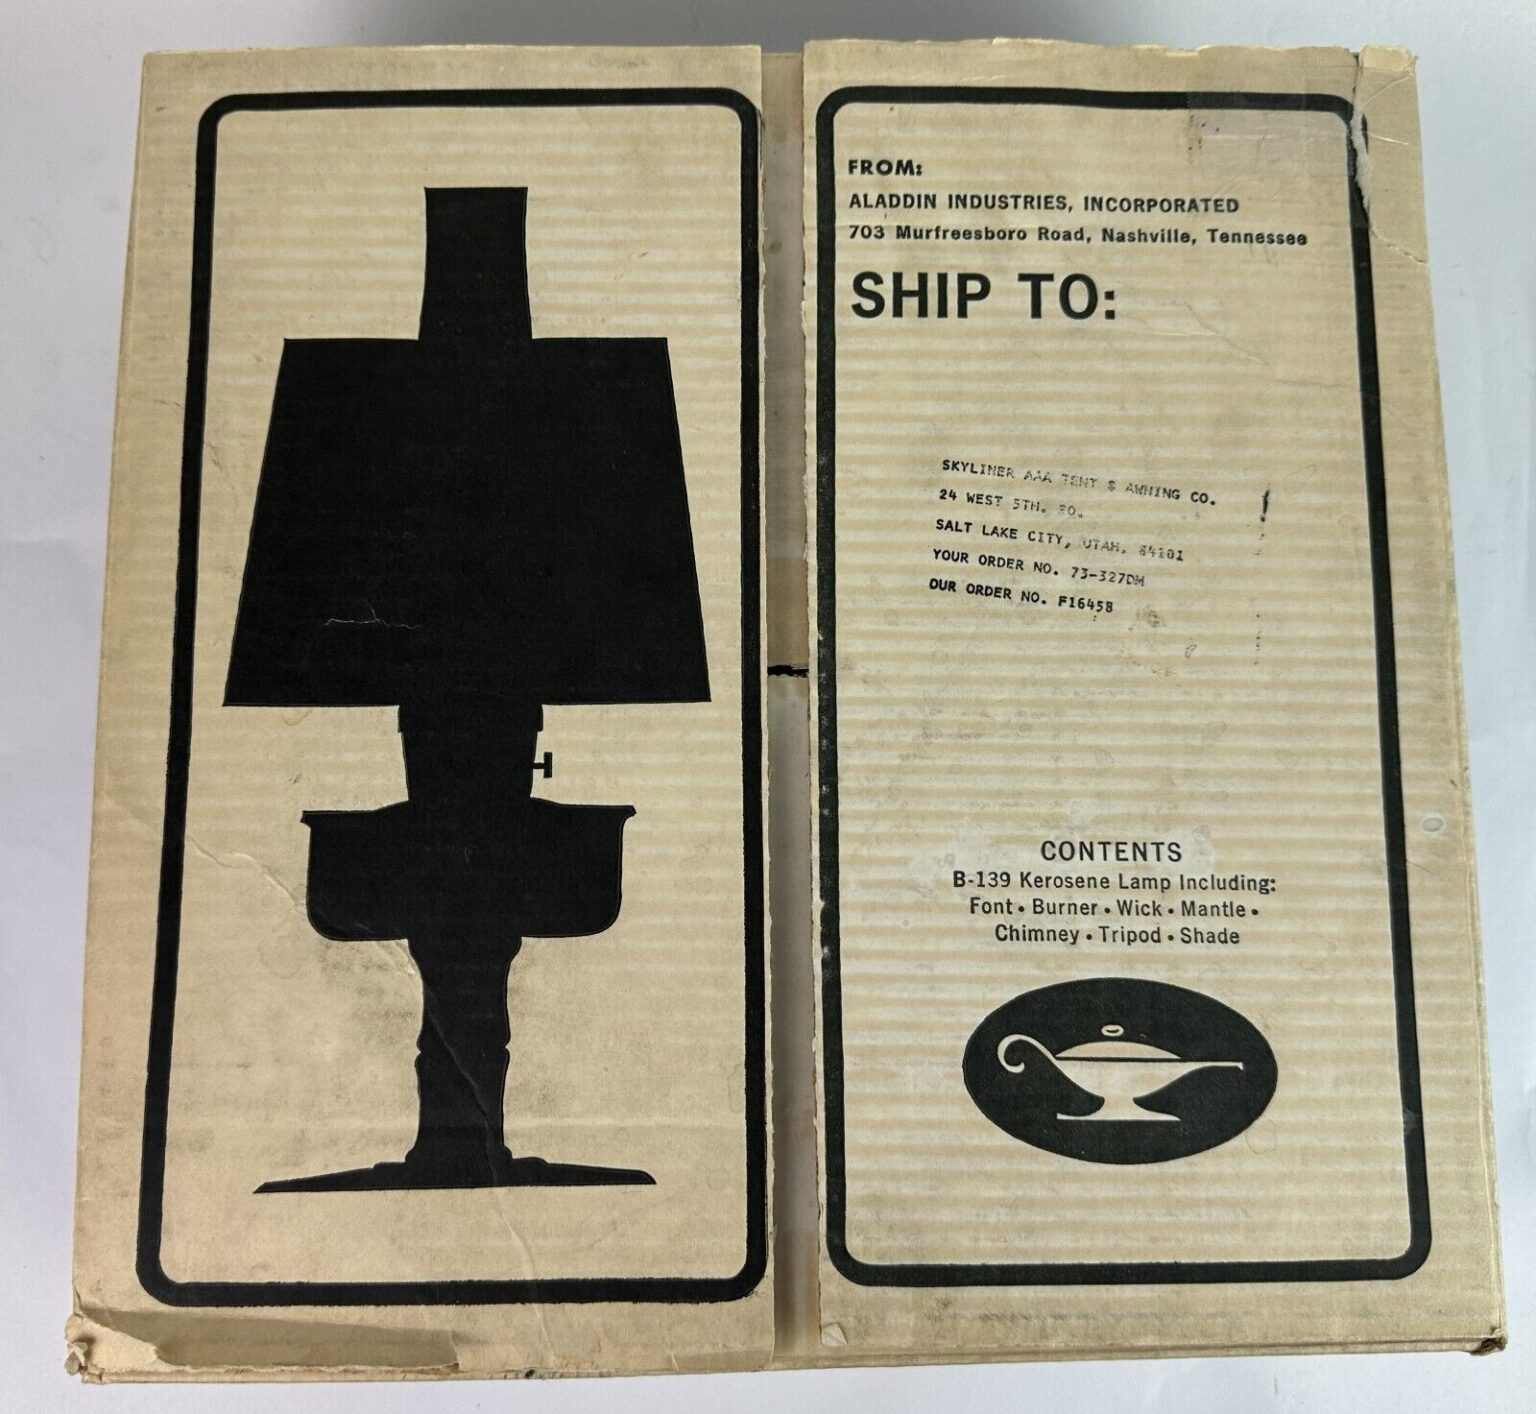 FROM:
ALADDIN INDUSTRIES, INCORPORATED
703 Murfreesboro Road, Nashville, Tennessee
SHIP TO:
SKYLINER AAA TENT & AWNING CO.
24 WEST 5TH. SO.
SALT LAKE CITY, UTAH. 84101
YOUR ORDER NO. 73-327DM
OUR ORDER NO. F16458
CONTENTS
B-139 Kerosene Lamp Including:
Font • Burner • Wick • Mantle •
Chimney • Tripod • Shade